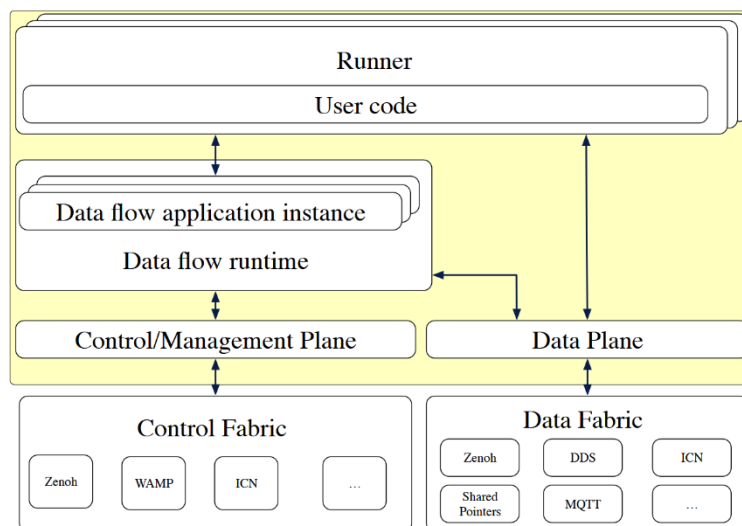 Runner
User code
Data flow application instance
Data flow runtime
Control/Management Plane
Data Plane
Control Fabric
Zenoh
WAMP
ICN
...
Data Fabric
Zenoh
DDS
ICN
Shared
Pointers
MQTT
...